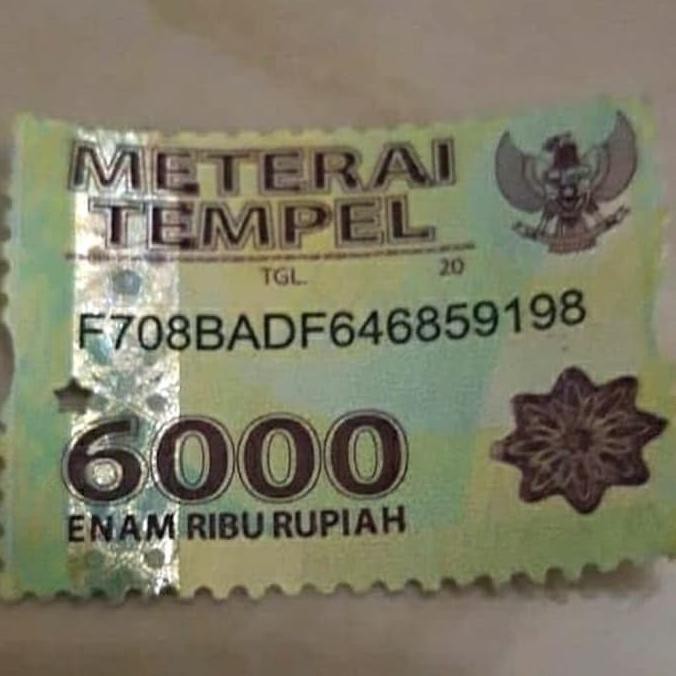 METERAI
TEMPEL
TGL. 20
F708BADF646859198
6000
ENAM RIBU RUPIAH